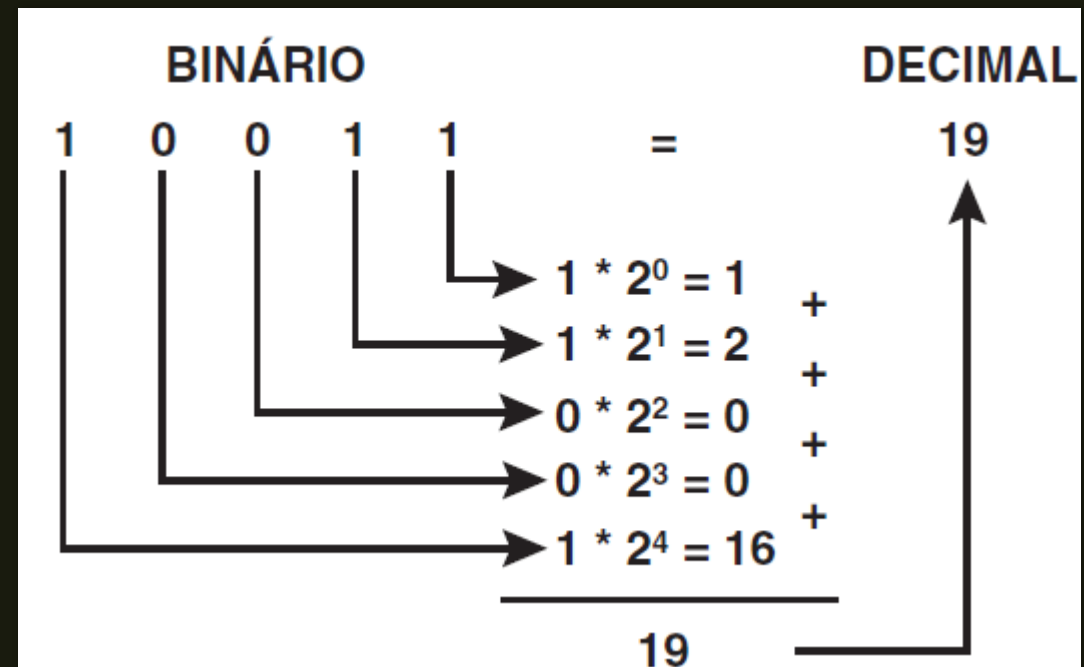 BINÁRIO DECIMAL
1 0 0 1 1 = 19
1 * 2⁰ = 1
+
1 * 2¹ = 2
+
0 * 2² = 0
+
0 * 2³ = 0
+
1 * 2⁴ = 16
19